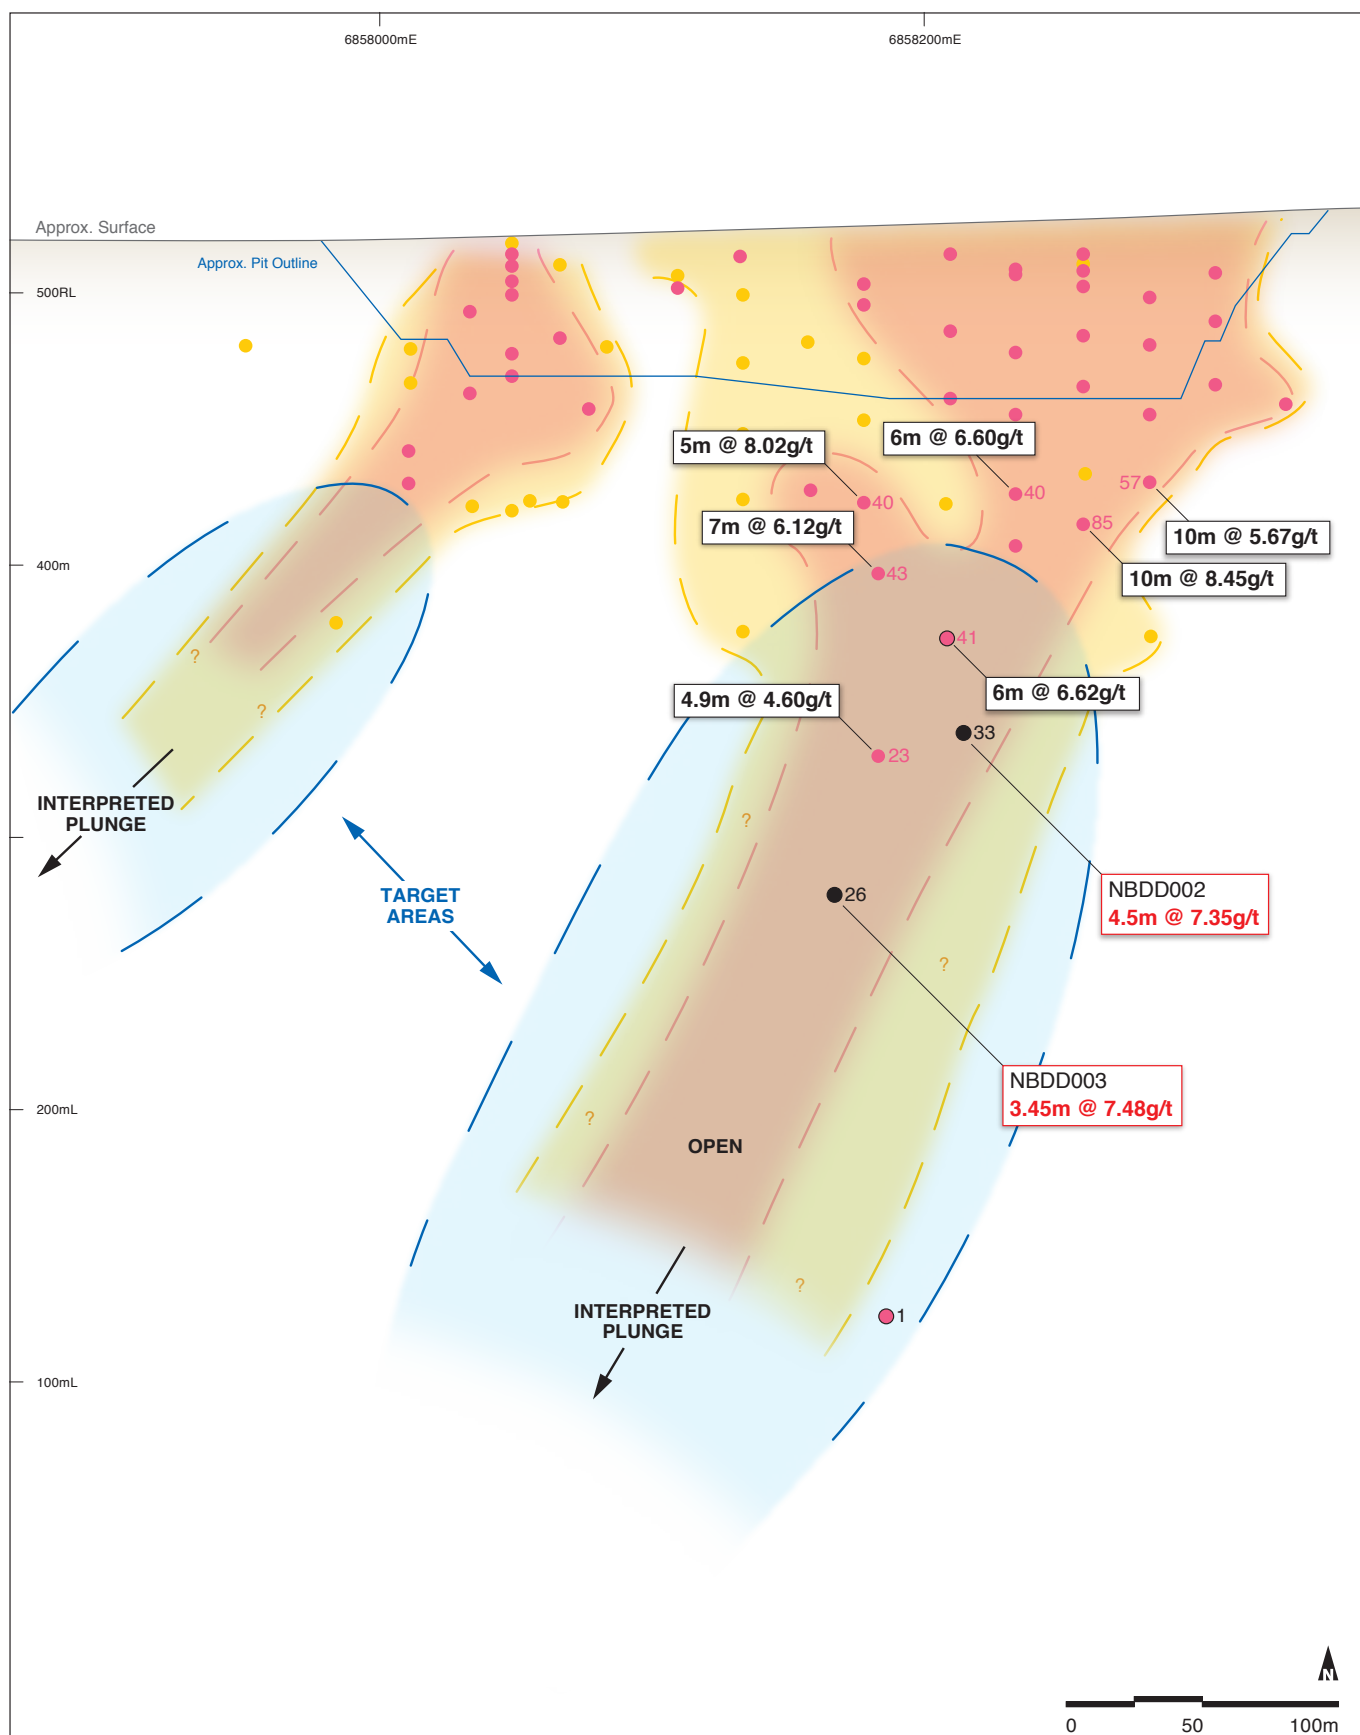 6858000mE
6858200mE
Approx. Surface
Approx. Pit Outline
500RL
5m @ 8.02g/t
6m @ 6.60g/t
40
40
57
7m @ 6.12g/t
85
10m @ 5.67g/t
400m
43
10m @ 8.45g/t
41
?
6m @ 6.62g/t
4.9m @ 4.60g/t
?
33
23
INTERPRETED
PLUNGE
?
TARGET
AREAS
26
NBDD002
4.5m @ 7.35g/t
?
NBDD003
3.45m @ 7.48g/t
200mL
?
OPEN
?
INTERPRETED
PLUNGE
1
100mL
N
0 50 100m